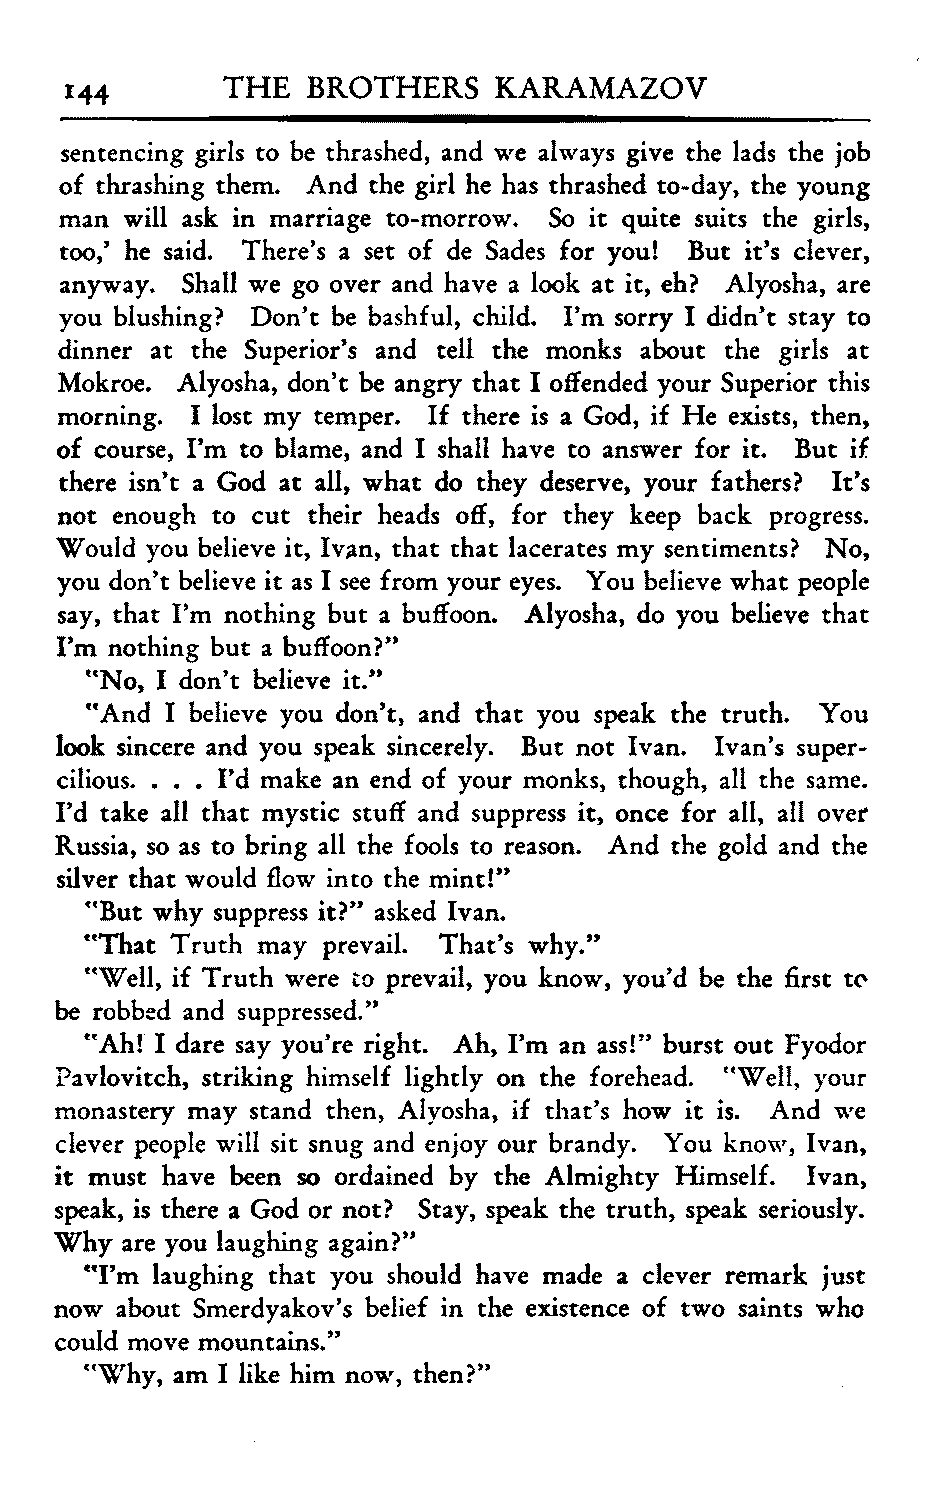 144 THE BROTHERS KARAMAZOV
sentencing girls to be thrashed, and we always give the lads the job
of thrashing them. And the girl he has thrashed to-day, the young
man will ask in marriage to-morrow. So it quite suits the girls,
too,' he said. There's a set of de Sades for you! But it's clever,
anyway. Shall we go over and have a look at it, eh? Alyosha, are
you blushing? Don't be bashful, child. I'm sorry I didn't stay to
dinner at the Superior's and tell the monks about the girls at
Mokroe. Alyosha, don't be angry that I offended your Superior this
morning. I lost my temper. If there is a God, if He exists, then,
of course, I'm to blame, and I shall have to answer for it. But if
there isn't a God at all, what do they deserve, your fathers? It's
not enough to cut their heads off, for they keep back progress.
Would you believe it, Ivan, that that lacerates my sentiments? No,
you don't believe it as I see from your eyes. You believe what people
say, that I'm nothing but a buffoon. Alyosha, do you believe that
I'm nothing but a buffoon?"
"No, I don't believe it."
"And I believe you don't, and that you speak the truth. You
look sincere and you speak sincerely. But not Ivan. Ivan's super-
cilious. . . . I'd make an end of your monks, though, all the same.
I'd take all that mystic stuff and suppress it, once for all, all over
Russia, so as to bring all the fools to reason. And the gold and the
silver that would flow into the mint!"
"But why suppress it?" asked Ivan.
"That Truth may prevail. That's why."
"Well, if Truth were to prevail, you know, you'd be the first to
be robbed and suppressed."
"Ah! I dare say you're right. Ah, I'm an ass!" burst out Fyodor
Pavlovitch, striking himself lightly on the forehead. "Well, your
monastery may stand then, Alyosha, if that's how it is. And we
clever people will sit snug and enjoy our brandy. You know, Ivan,
it must have been so ordained by the Almighty Himself. Ivan,
speak, is there a God or not? Stay, speak the truth, speak seriously.
Why are you laughing again?"
"I'm laughing that you should have made a clever remark just
now about Smerdyakov's belief in the existence of two saints who
could move mountains."
"Why, am I like him now, then?"